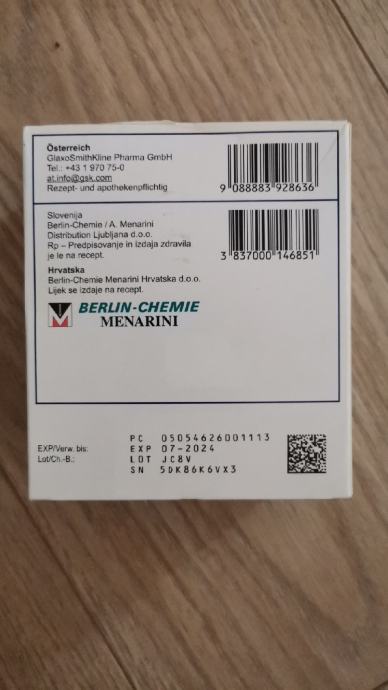 Österreich
GlaxoSmithKline Pharma GmbH
Tel.: +43 1 970 75-0
at.info@gsk.com
Rezept- und apothekenpflichtig
9 088883 928636
Slovenija
Berlin-Chemie / A. Menarini
Distribution Ljubljana d.o.o.
Rp – Predpisovanje in izdaja zdravila
je le na recept.
3 837000 146851
Hrvatska
Berlin-Chemie Menarini Hrvatska d.o.o.
Lijek se izdaje na recept.
BERLIN-CHEMIE
MENARINI
PC 05054626001113
EXP/Verw. bis: EXP 07-2024
Lot/Ch.-B.: LOT JC8V
SN 5DK86K6VX3